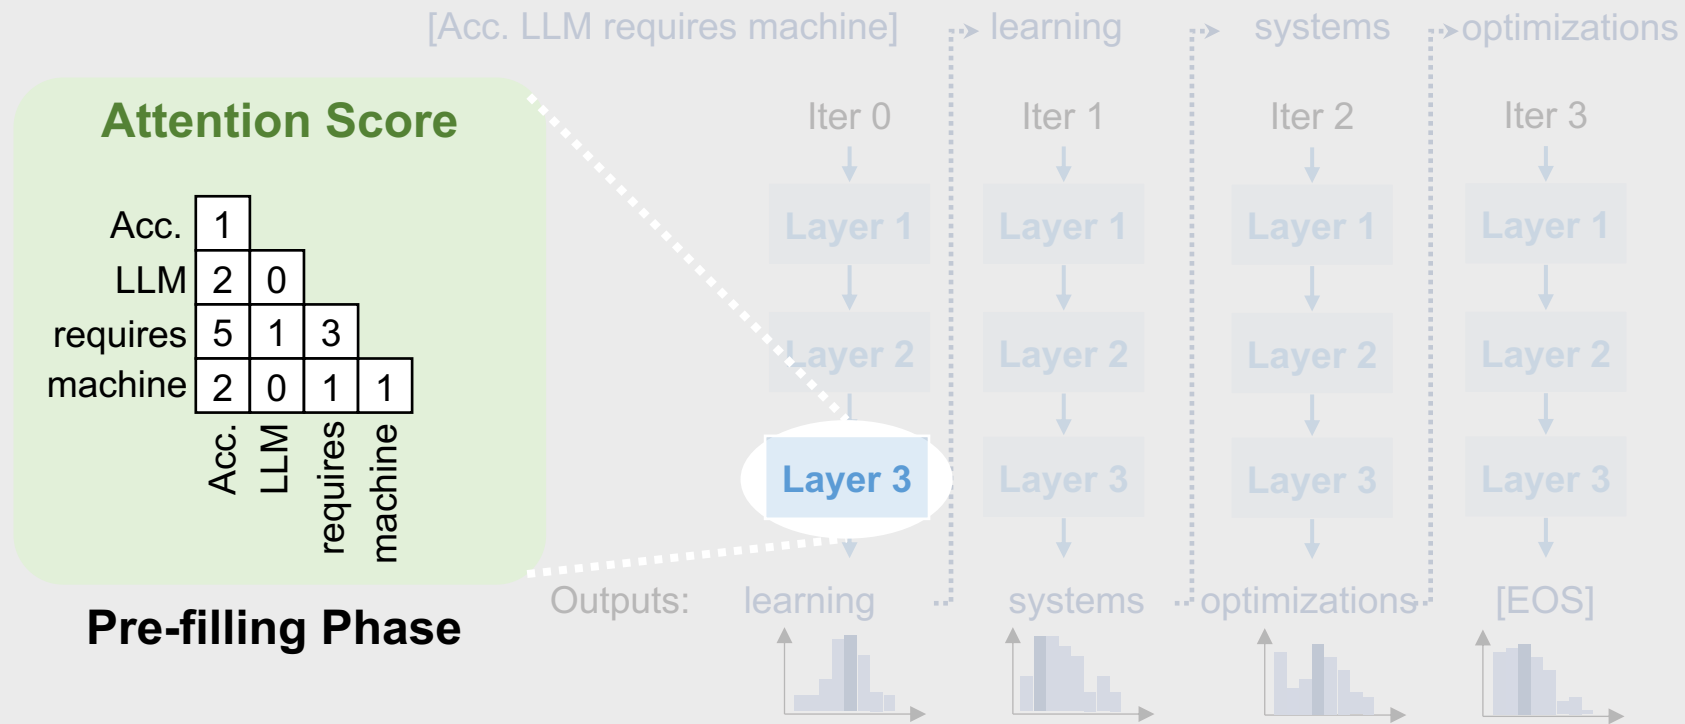 [Acc. LLM requires machine] learning systems optimizations
Attention Score
Iter 0 Iter 1 Iter 2 Iter 3
Acc. 1
LLM 2 0
requires 5 1 3
machine 2 0 1 1
Acc. LLM requires machine
Layer 1 Layer 1 Layer 1 Layer 1
Layer 2 Layer 2 Layer 2 Layer 2
Layer 3 Layer 3 Layer 3 Layer 3
Outputs: learning systems optimizations [EOS]
Pre-filling Phase